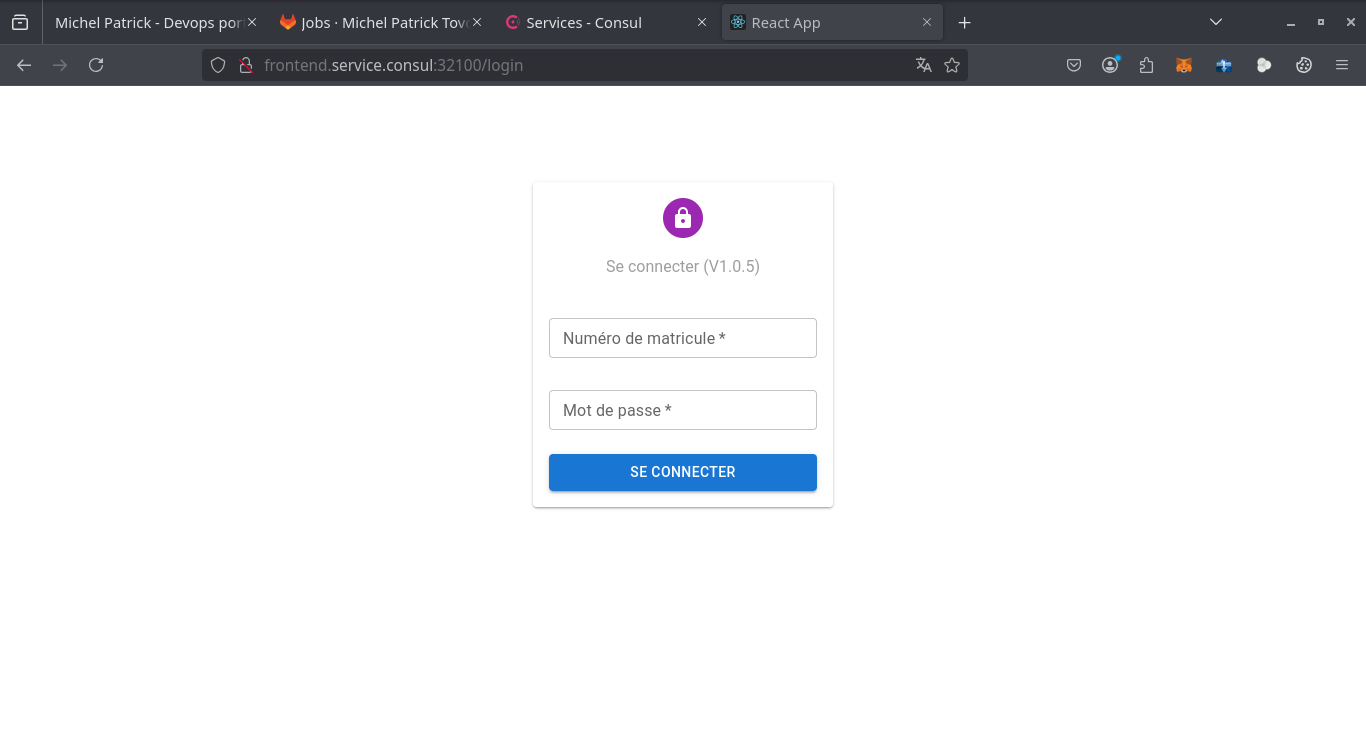 Michel Patrick - Devops por
Jobs · Michel Patrick Tov
Services - Consul
React App
frontend.service.consul:32100/login
Se connecter (V1.0.5)
Numéro de matricule *
Mot de passe *
SE CONNECTER